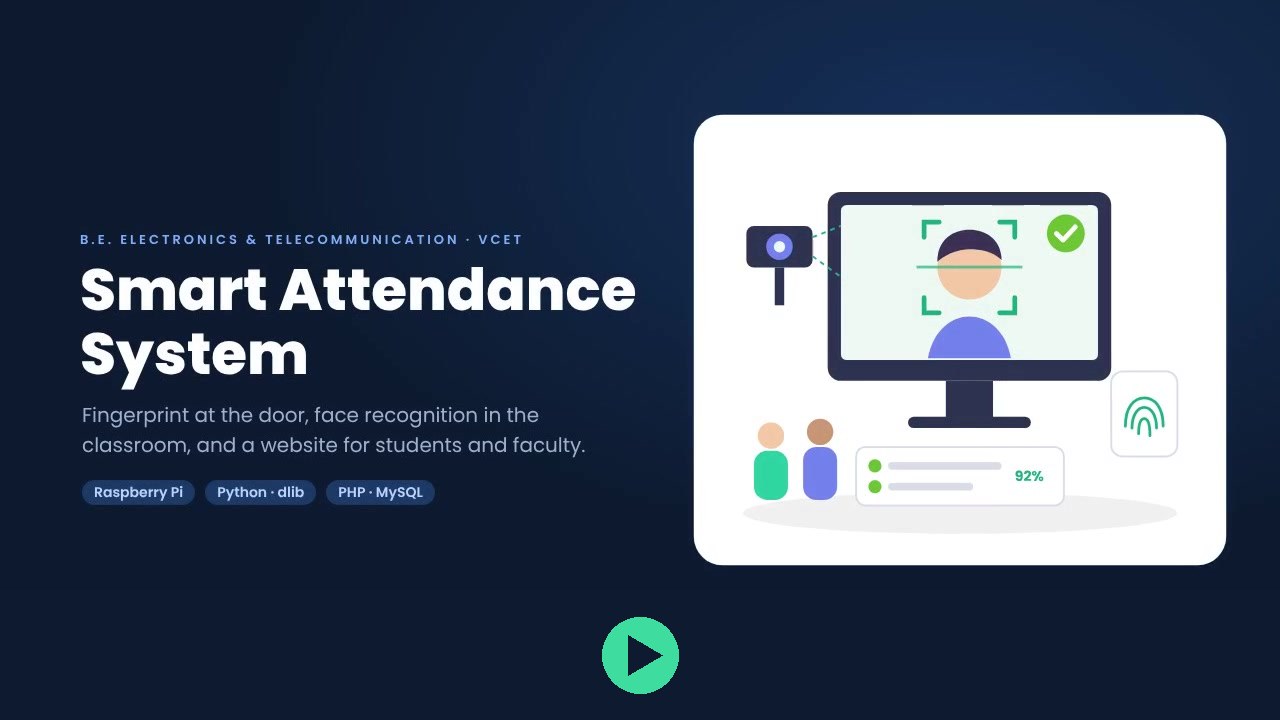 B.E. ELECTRONICS & TELECOMMUNICATION · VCET
Smart Attendance
System
Fingerprint at the door, face recognition in the
classroom, and a website for students and faculty.
Raspberry Pi
Python · dlib
PHP · MySQL
92%